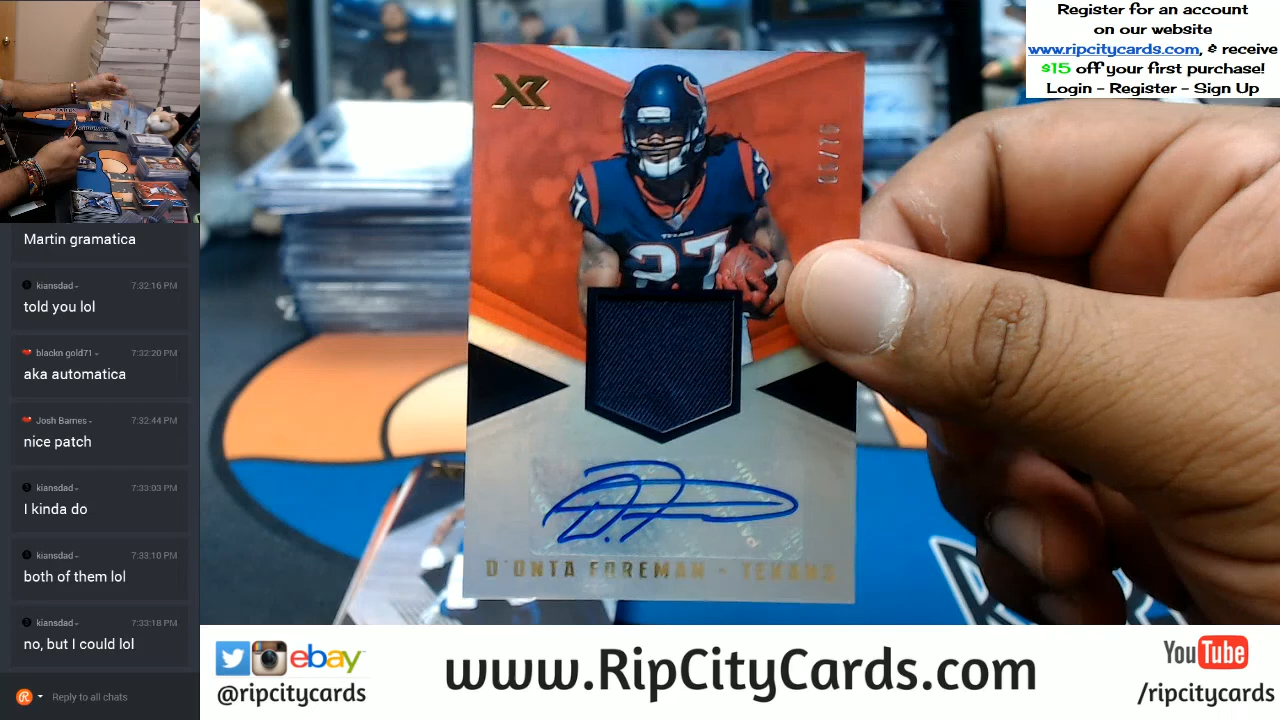 Register for an account
on our website
www.ripcitycards.com, & receive
$15 off your first purchase!
Login - Register - Sign Up
Martin gramatica
kiansdad
7:32:16 PM
told you lol
blackn gold71
7:32:20 PM
aka automatica
Josh Barnes
7:32:44 PM
nice patch
kiansdad
7:33:03 PM
I kinda do
kiansdad
7:33:10 PM
both of them lol
kiansdad
7:33:18 PM
no, but I could lol
Reply to all chats
XR
27
27
TEXANS
D'ONTA FOREMAN - TEXANS
ebay
@ripcitycards
www.RipCityCards.com
YouTube
/ripcitycards